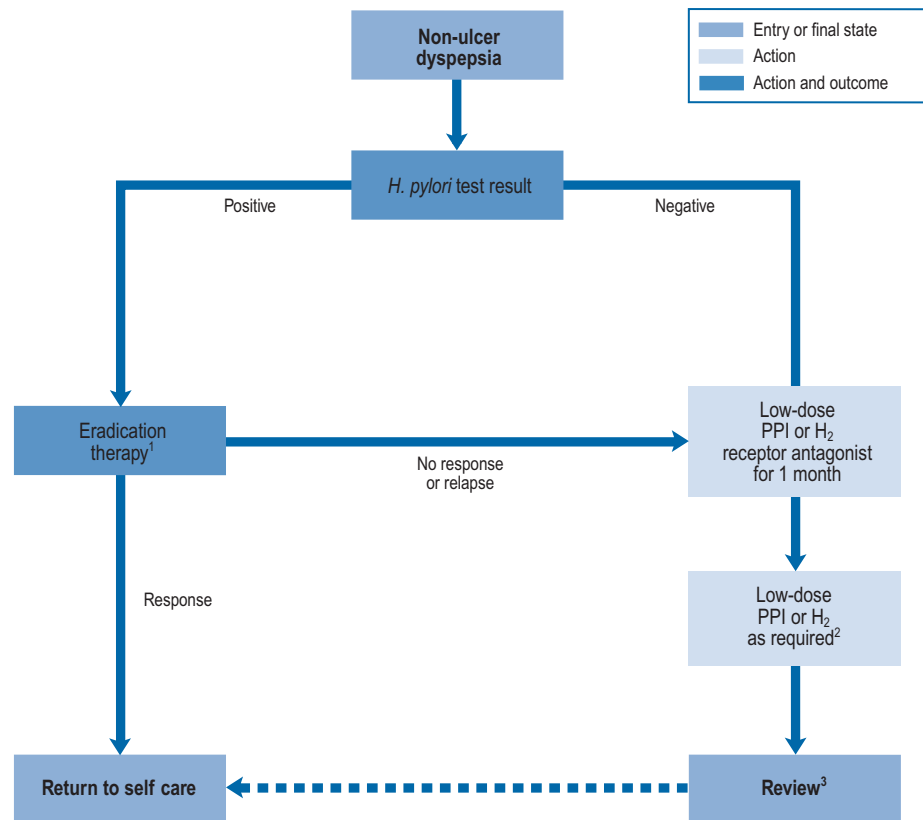 Non-ulcer
dyspepsia
Entry or final state
Action
Action and outcome
H. pylori test result
Positive
Negative
Eradication
therapy¹
No response
or relapse
Low-dose
PPI or H₂
receptor antagonist
for 1 month
Response
Low-dose
PPI or H₂
as required²
Return to self care
Review³